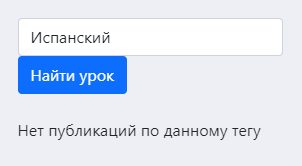 Испанский
Найти урок
Нет публикаций по данному тегу